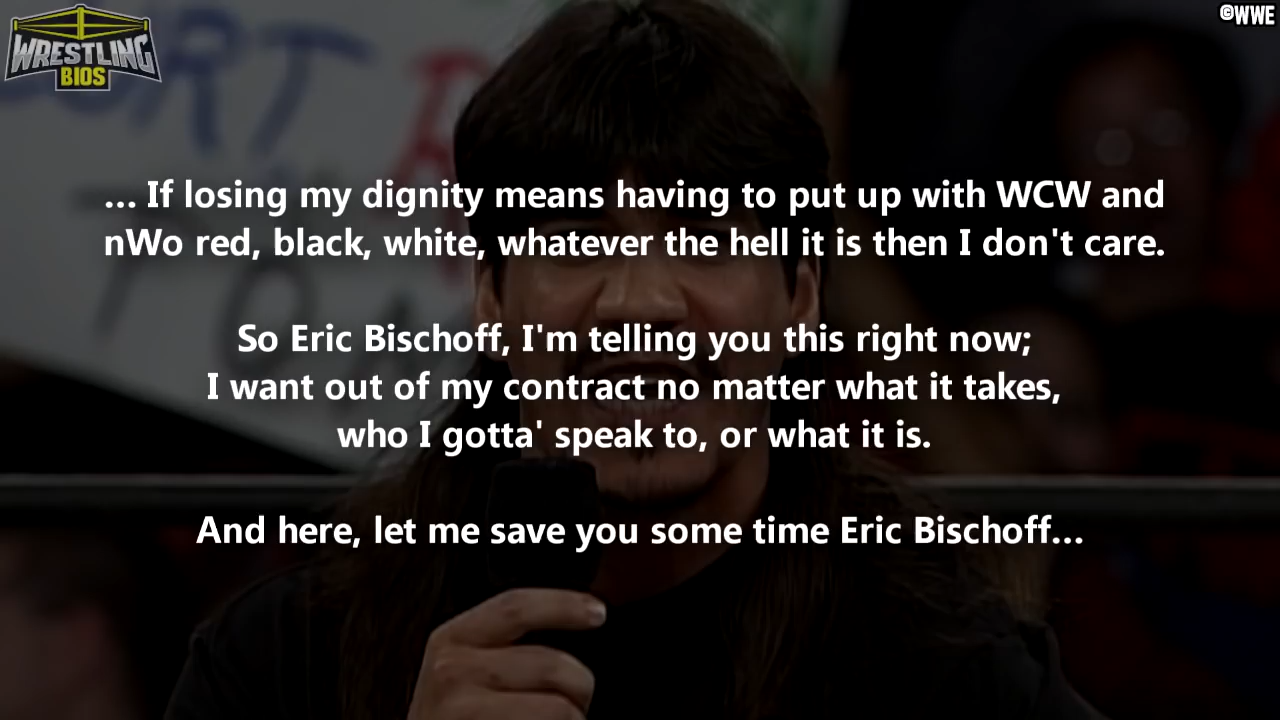 WRESTLING
BIOS
©WWE
... If losing my dignity means having to put up with WCW and
nWo red, black, white, whatever the hell it is then I don't care.
So Eric Bischoff, I'm telling you this right now;
I want out of my contract no matter what it takes,
who I gotta' speak to, or what it is.
And here, let me save you some time Eric Bischoff...